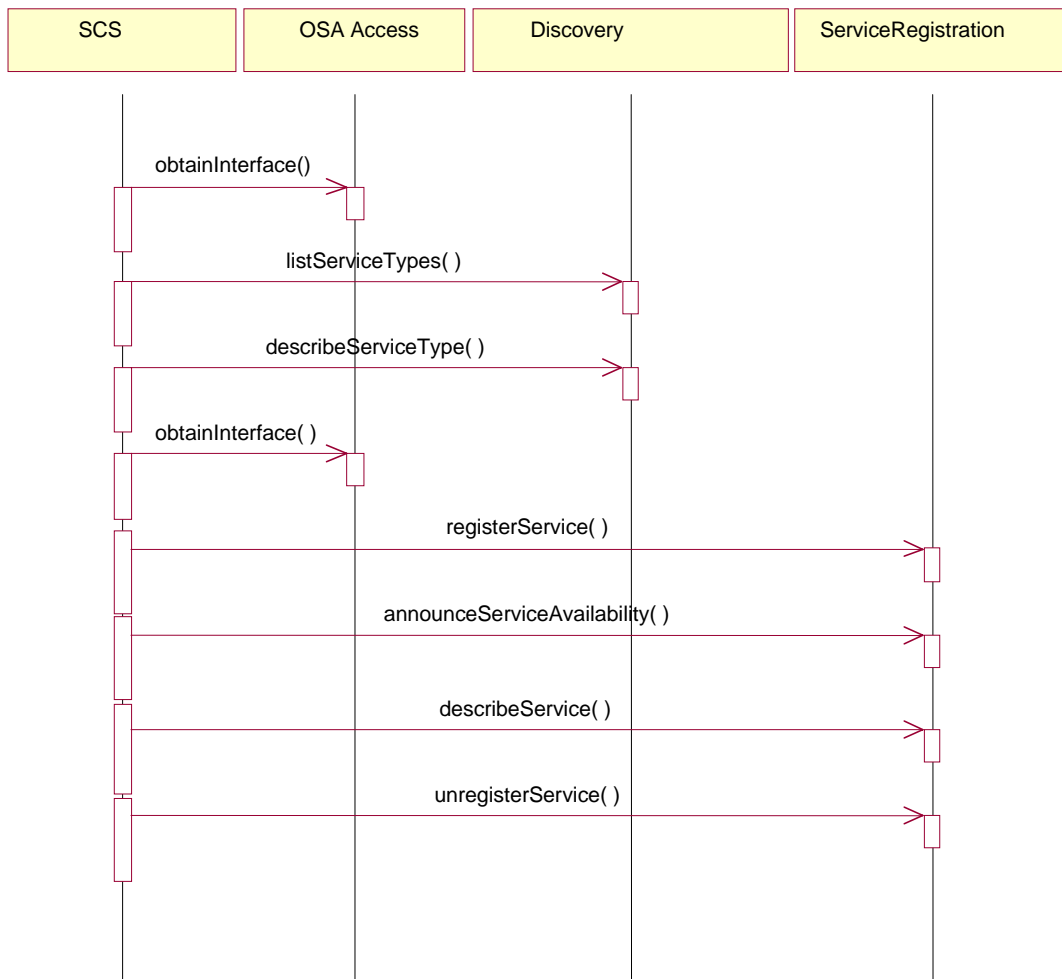 SCS
OSA Access
Discovery
ServiceRegistration
obtainInterface()
listServiceTypes( )
describeServiceType( )
obtainInterface( )
registerService( )
announceServiceAvailability( )
describeService( )
unregisterService( )